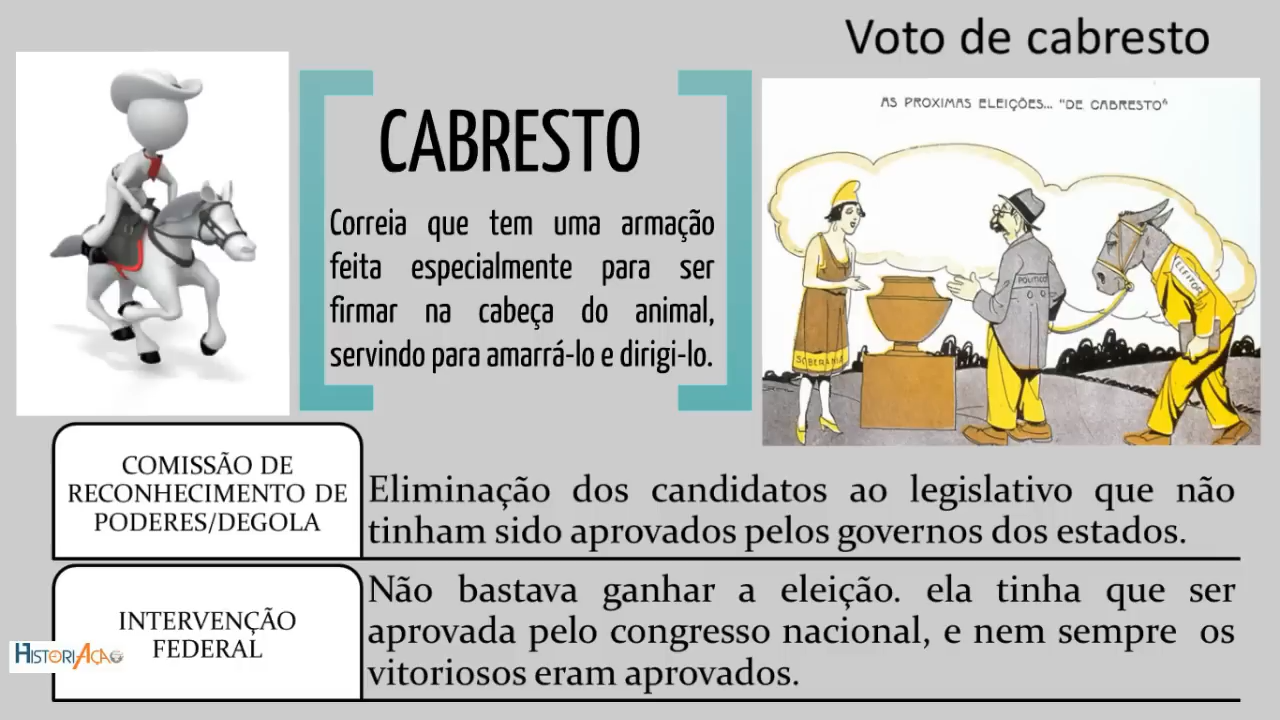 Voto de cabresto
CABRESTO
Correia que tem uma armação
feita especialmente para ser
firmar na cabeça do animal,
servindo para amarrá-lo e dirigi-lo.
AS PROXIMAS ELEIÇÕES... "DE CABRESTO"
SOBERANIA
POLITICO
ELEITOR
COMISSÃO DE
RECONHECIMENTO DE
PODERES/DEGOLA
Eliminação dos candidatos ao legislativo que não
tinham sido aprovados pelos governos dos estados.
INTERVENÇÃO
FEDERAL
Não bastava ganhar a eleição. ela tinha que ser
aprovada pelo congresso nacional, e nem sempre os
vitoriosos eram aprovados.
HISTORIAÇÃO